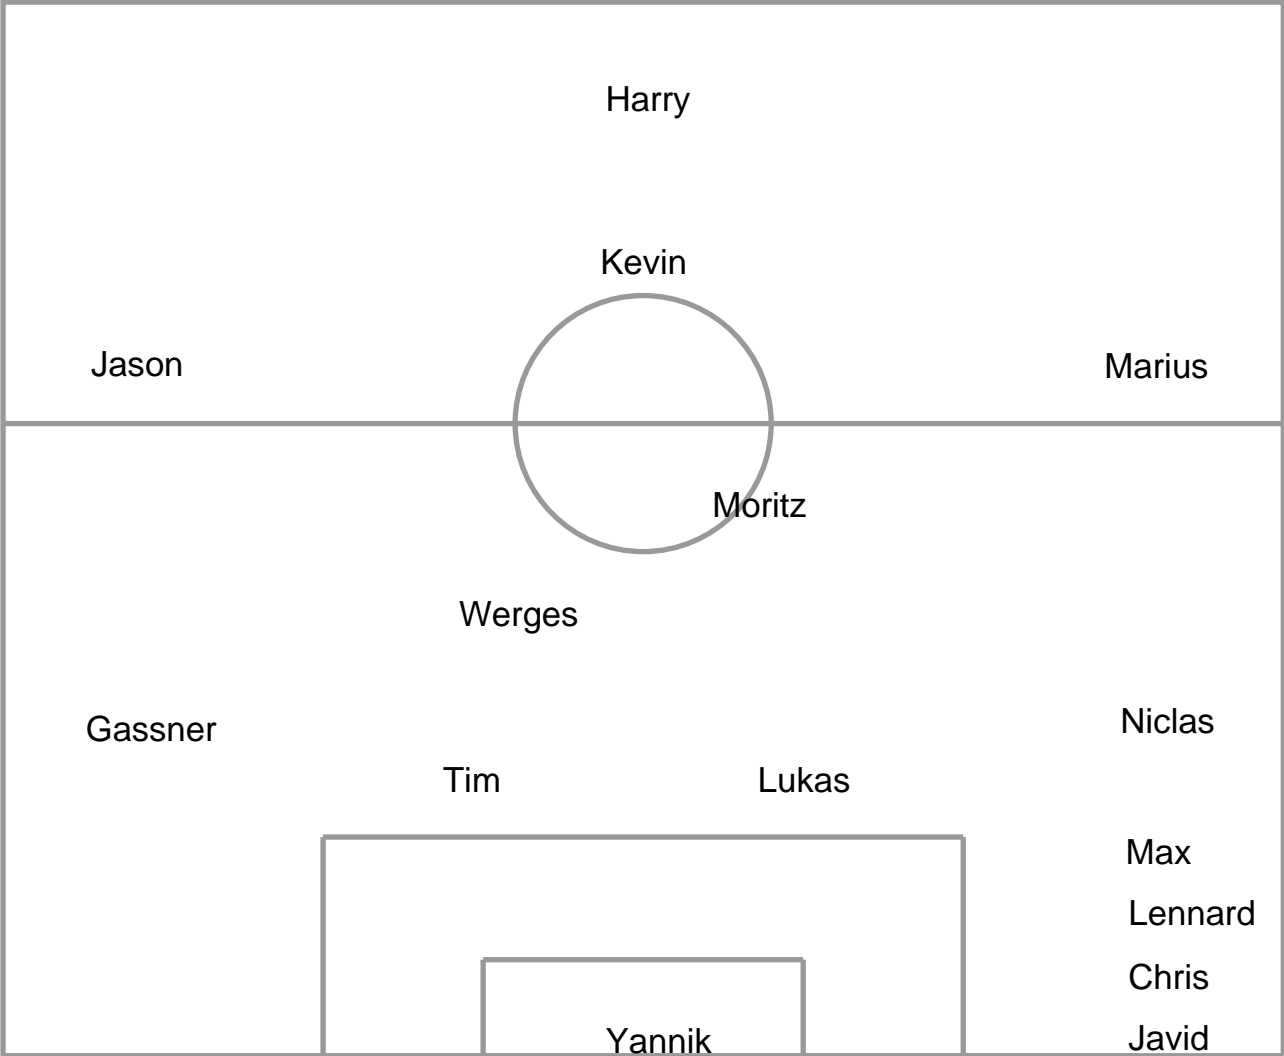 Harry
Kevin
Jason
Marius
Moritz
Werges
Gassner
Niclas
Tim
Lukas
Max
Lennard
Chris
Javid
Yannik